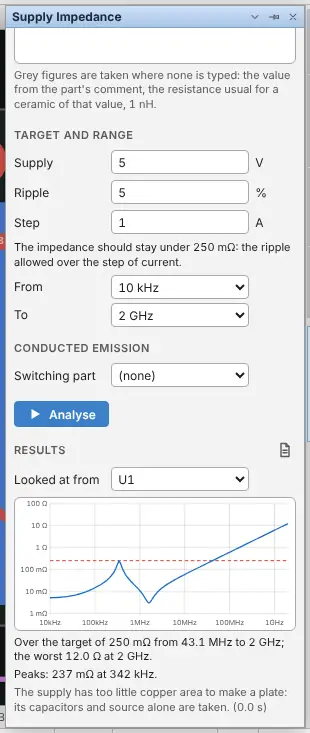 Supply Impedance
Grey figures are taken where none is typed: the value
from the part's comment, the resistance usual for a
ceramic of that value, 1 nH.
TARGET AND RANGE
Supply 5 V
Ripple 5 %
Step 1 A
The impedance should stay under 250 mΩ: the ripple
allowed over the step of current.
From 10 kHz
To 2 GHz
CONDUCTED EMISSION
Switching part (none)
Analyse
RESULTS
Looked at from U1
100 Ω
10 Ω
1 Ω
100 mΩ
10 mΩ
1 mΩ
10kHz 100kHz 1MHz 10MHz 100MHz 1GHz
Over the target of 250 mΩ from 43.1 MHz to 2 GHz;
the worst 12.0 Ω at 2 GHz.
Peaks: 237 mΩ at 342 kHz.
The supply has too little copper area to make a plate:
its capacitors and source alone are taken. (0.0 s)